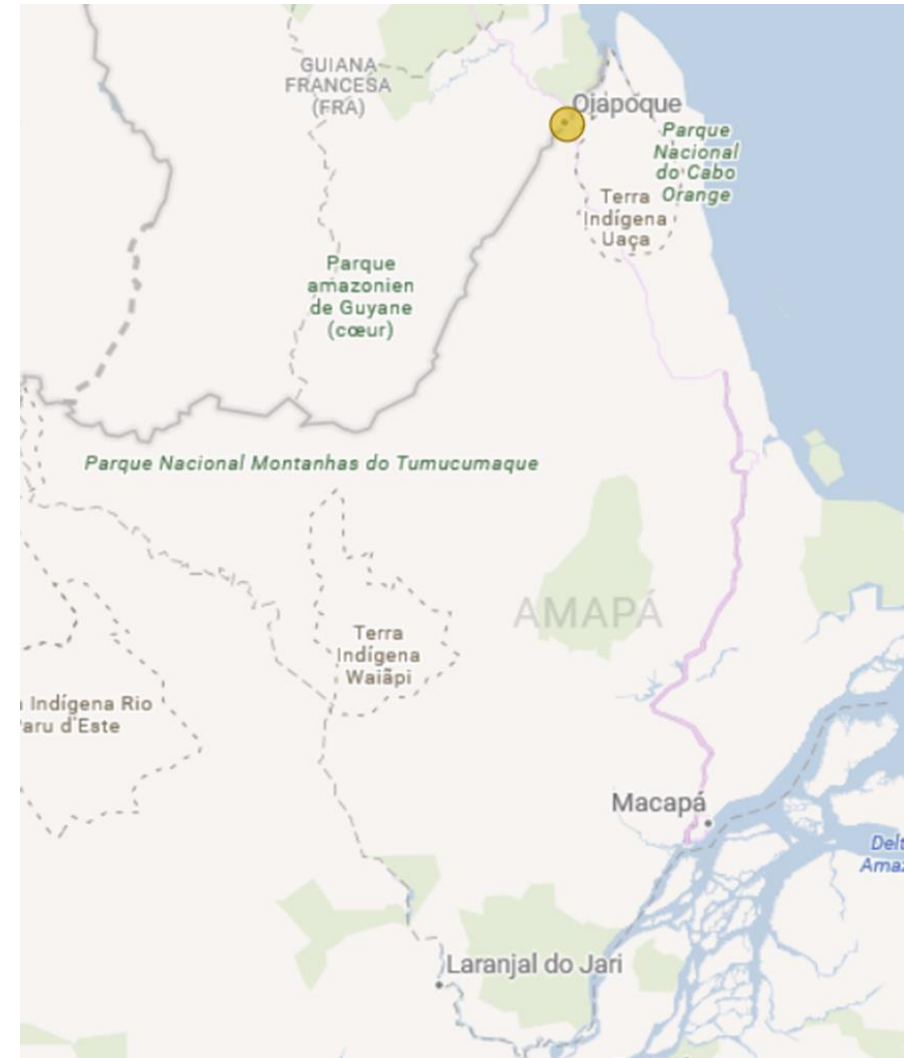 GUIANA
FRANCESA
(FRA)
Oiapoque
Parque
Nacional
do Cabo
Orange
Terra
Indígena
Uaça
Parque
amazonien
de Guyane
(cœur)
Parque Nacional Montanhas do Tumucumaque
AMAPÁ
Terra
Indígena
Waiãpi
Indígena Rio
aru d'Este
Macapá
Delt
Amaz
Laranjal do Jari